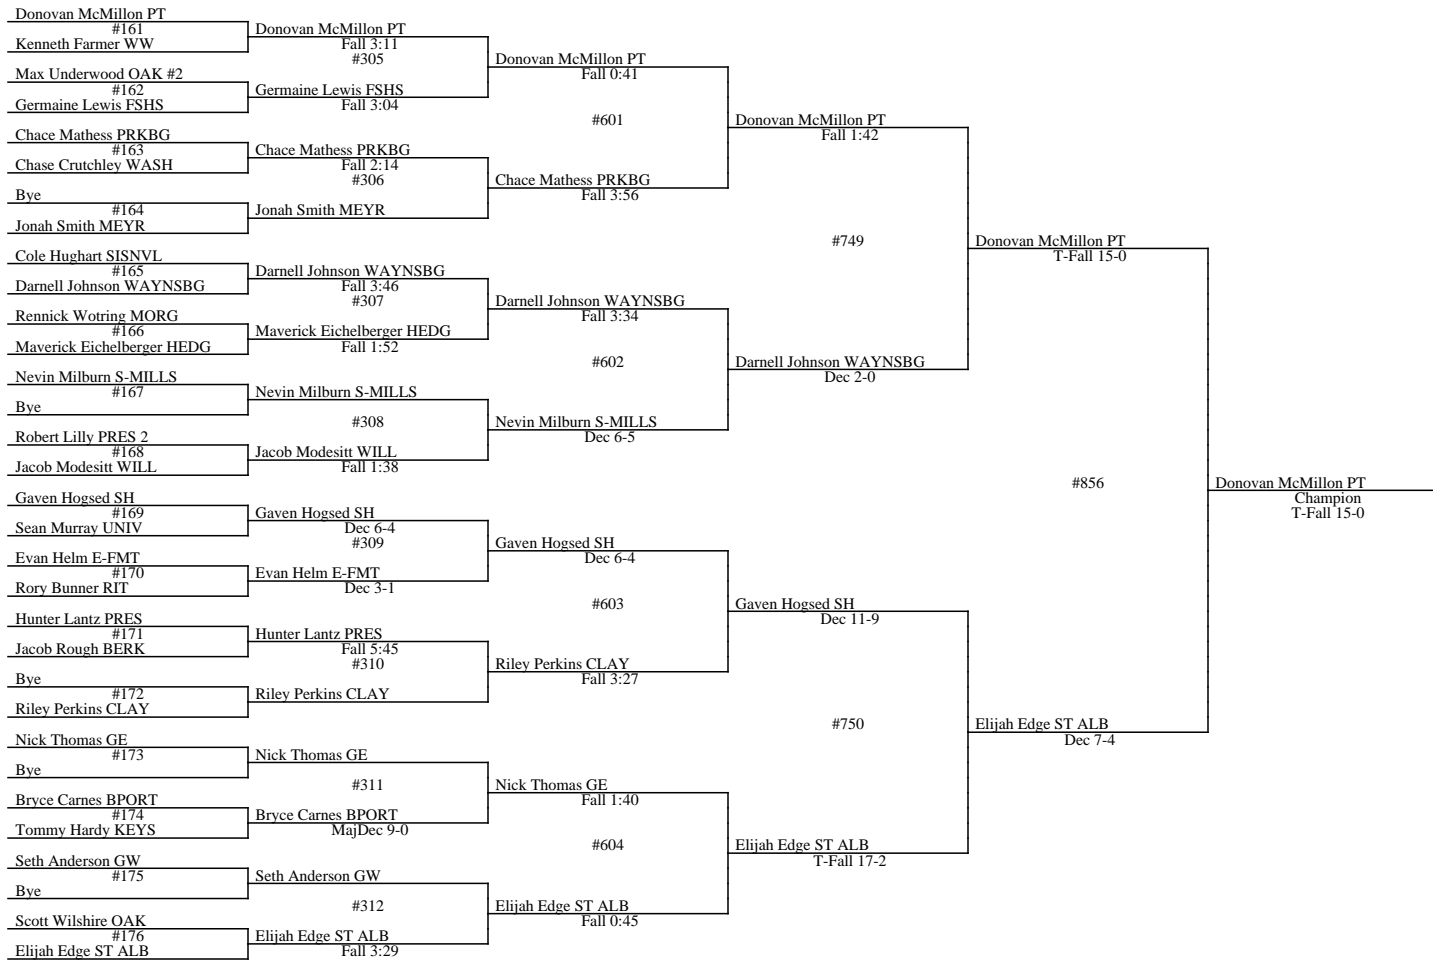 Donovan McMillon PT
#161
Kenneth Farmer WW
Max Underwood OAK #2
#162
Germaine Lewis FSHS
Chace Mathess PRKBG
#163
Chase Crutchley WASH
Bye
#164
Jonah Smith MEYR
Cole Hughart SISNVL
#165
Darnell Johnson WAYNSBG
Rennick Wotring MORG
#166
Maverick Eichelberger HEDG
Nevin Milburn S-MILLS
#167
Bye
Robert Lilly PRES 2
#168
Jacob Modesitt WILL
Gaven Hogsed SH
#169
Sean Murray UNIV
Evan Helm E-FMT
#170
Rory Bunner RIT
Hunter Lantz PRES
#171
Jacob Rough BERK
Bye
#172
Riley Perkins CLAY
Nick Thomas GE
#173
Bye
Bryce Carnes BPORT
#174
Tommy Hardy KEYS
Seth Anderson GW
#175
Bye
Scott Wilshire OAK
#176
Elijah Edge ST ALB
Donovan McMillon PT
Fall 3:11
#305
Germaine Lewis FSHS
Fall 3:04
Chace Mathess PRKBG
Fall 2:14
#306
Jonah Smith MEYR
Darnell Johnson WAYNSBG
Fall 3:46
#307
Maverick Eichelberger HEDG
Fall 1:52
Nevin Milburn S-MILLS
#308
Jacob Modesitt WILL
Fall 1:38
Gaven Hogsed SH
Dec 6-4
#309
Evan Helm E-FMT
Dec 3-1
Hunter Lantz PRES
Fall 5:45
#310
Riley Perkins CLAY
Nick Thomas GE
#311
Bryce Carnes BPORT
MajDec 9-0
Seth Anderson GW
#312
Elijah Edge ST ALB
Fall 3:29
Donovan McMillon PT
Fall 0:41
#601
Chace Mathess PRKBG
Fall 3:56
Darnell Johnson WAYNSBG
Fall 3:34
#602
Nevin Milburn S-MILLS
Dec 6-5
Gaven Hogsed SH
Dec 6-4
#603
Riley Perkins CLAY
Fall 3:27
Nick Thomas GE
Fall 1:40
#604
Elijah Edge ST ALB
Fall 0:45
Donovan McMillon PT
Fall 1:42
#749
Darnell Johnson WAYNSBG
Dec 2-0
Gaven Hogsed SH
Dec 11-9
#750
Elijah Edge ST ALB
T-Fall 17-2
Donovan McMillon PT
T-Fall 15-0
#856
Elijah Edge ST ALB
Dec 7-4
Donovan McMillon PT
Champion
T-Fall 15-0